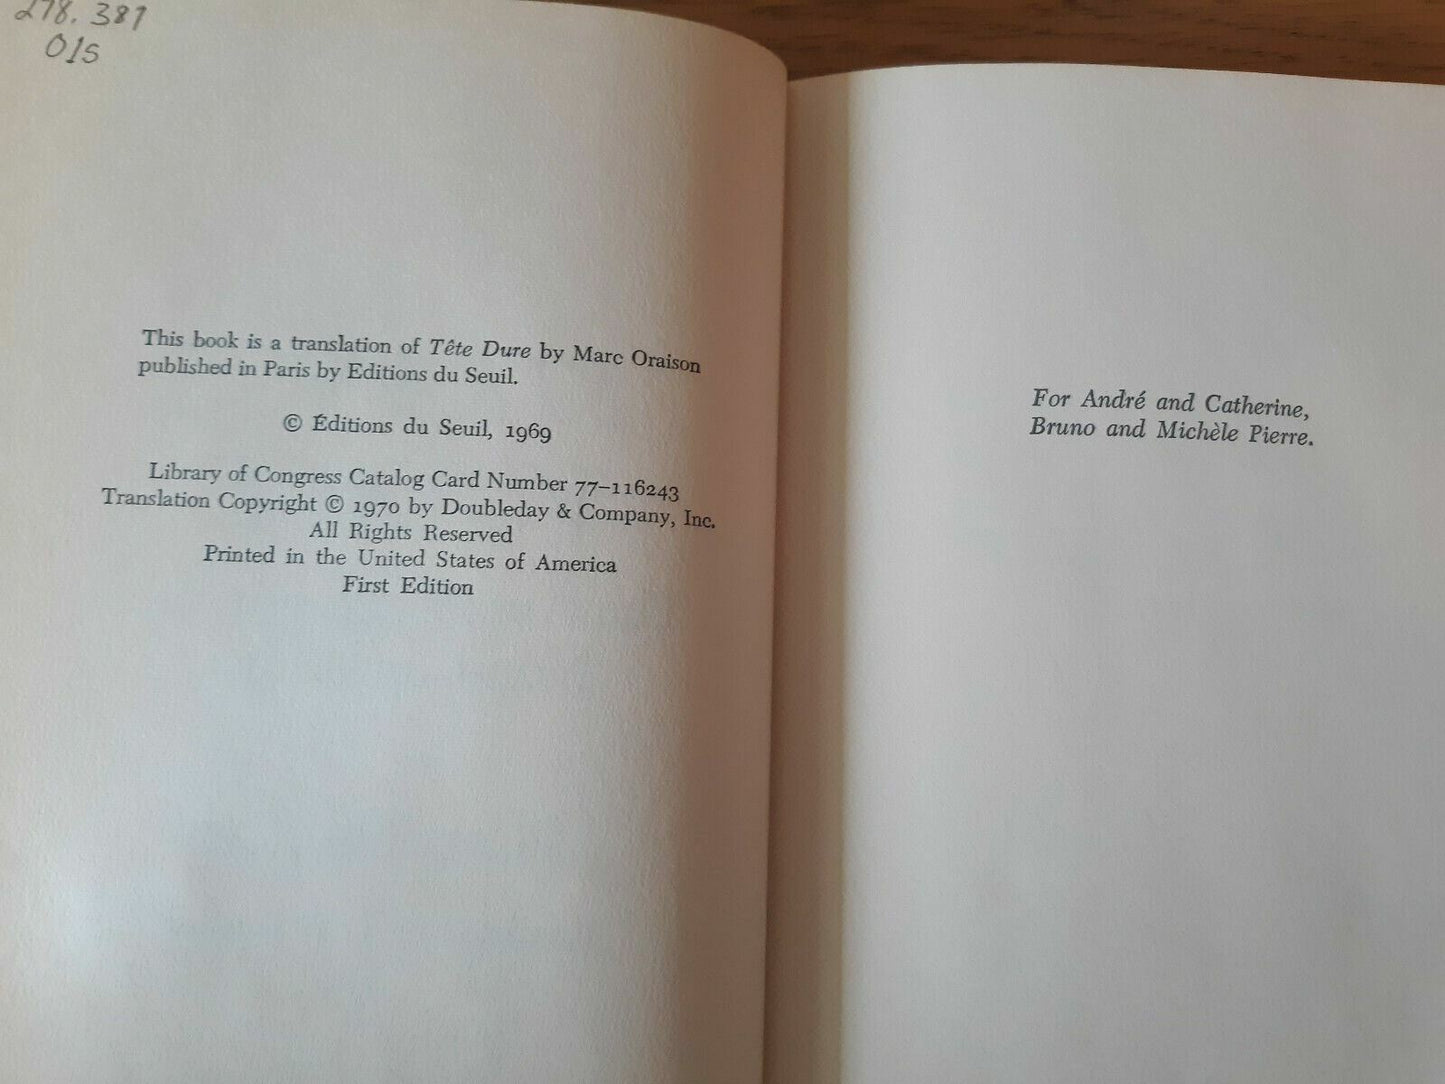 278. 381
O1s
This book is a translation of Tête Dure by Marc Oraison
published in Paris by Editions du Seuil.
© Éditions du Seuil, 1969
Library of Congress Catalog Card Number 77–116243
Translation Copyright © 1970 by Doubleday & Company, Inc.
All Rights Reserved
Printed in the United States of America
First Edition
For André and Catherine,
Bruno and Michèle Pierre.